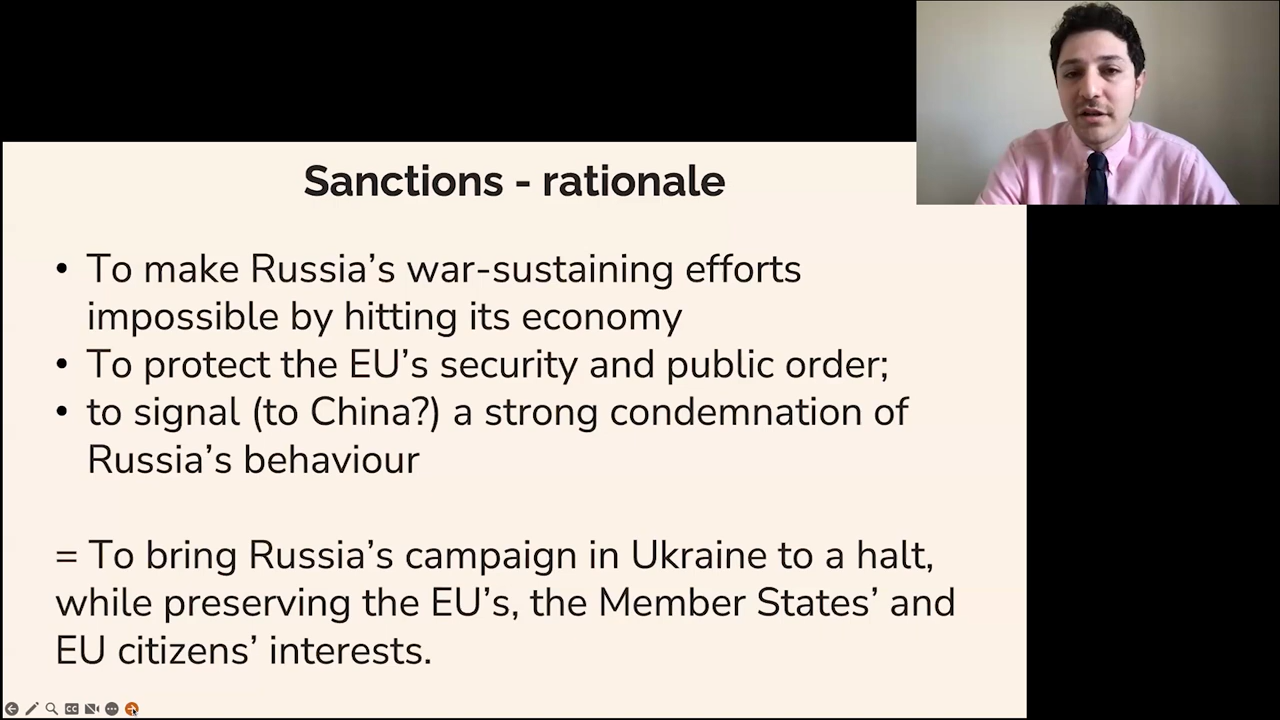 Sanctions - rationale
• To make Russia’s war-sustaining efforts
impossible by hitting its economy
• To protect the EU’s security and public order;
• to signal (to China?) a strong condemnation of
Russia’s behaviour
= To bring Russia’s campaign in Ukraine to a halt,
while preserving the EU’s, the Member States’ and
EU citizens’ interests.
CC